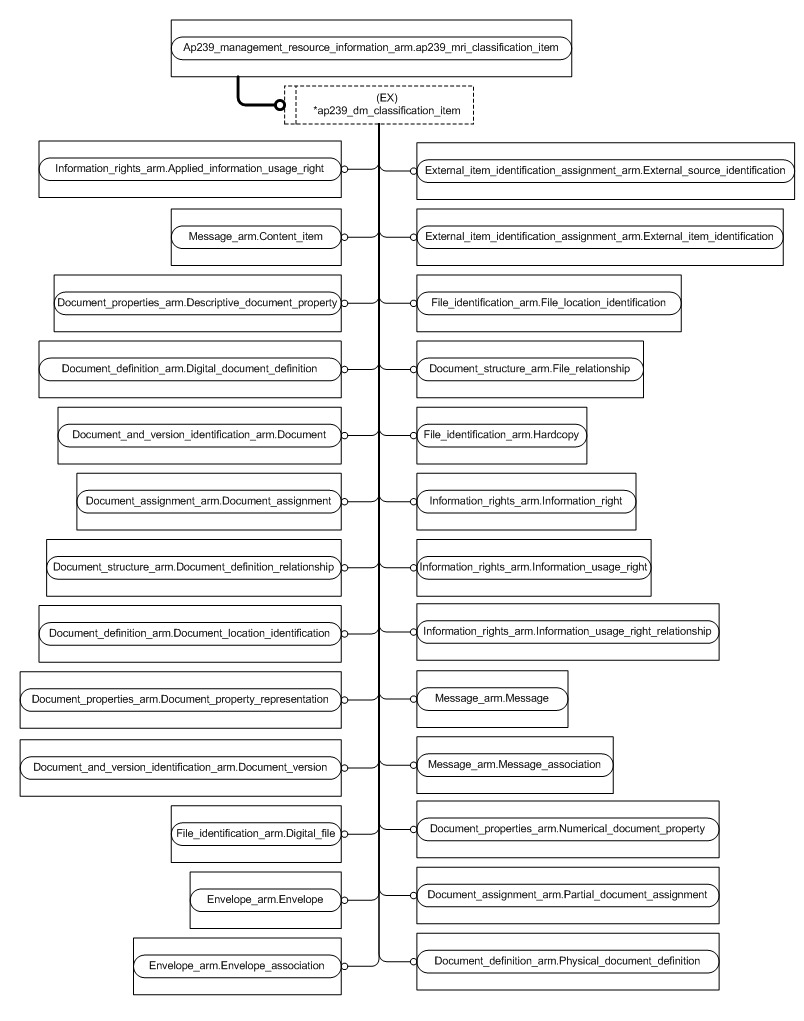 Ap239_management_resource_information_arm.ap239_mri_classification_item
(EX)
*ap239_dm_classification_item
Information_rights_arm.Applied_information_usage_right
External_item_identification_assignment_arm.External_source_identification
Message_arm.Content_item
External_item_identification_assignment_arm.External_item_identification
Document_properties_arm.Descriptive_document_property
File_identification_arm.File_location_identification
Document_definition_arm.Digital_document_definition
Document_structure_arm.File_relationship
Document_and_version_identification_arm.Document
File_identification_arm.Hardcopy
Document_assignment_arm.Document_assignment
Information_rights_arm.Information_right
Document_structure_arm.Document_definition_relationship
Information_rights_arm.Information_usage_right
Document_definition_arm.Document_location_identification
Information_rights_arm.Information_usage_right_relationship
Document_properties_arm.Document_property_representation
Message_arm.Message
Document_and_version_identification_arm.Document_version
Message_arm.Message_association
File_identification_arm.Digital_file
Document_properties_arm.Numerical_document_property
Envelope_arm.Envelope
Document_assignment_arm.Partial_document_assignment
Envelope_arm.Envelope_association
Document_definition_arm.Physical_document_definition